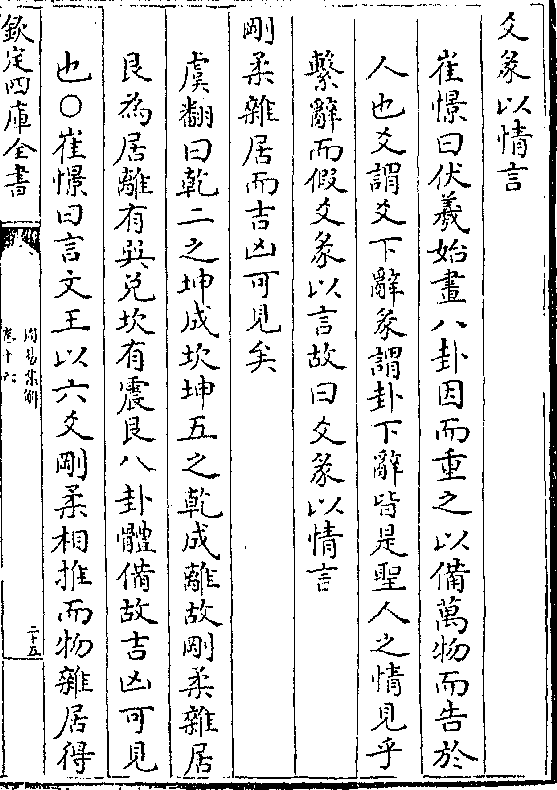 爻彖以情言
崔憬曰伏羲始畫八卦因而重之以備萬物而告於
人也爻謂爻下辭彖謂卦下辭皆是聖人之情見乎
繫辭而假爻彖以言故曰爻彖以情言
剛柔雜居而吉凶可見矣
虞翻曰乾二之坤成坎坤五之乾成離故剛柔雜居
艮為居離有巽兑坎有震艮八卦體備故吉凶可見
也○崔憬曰言文王以六爻剛柔相推而物雜居得
欽定四庫全書
周易集解
卷十六
二十五